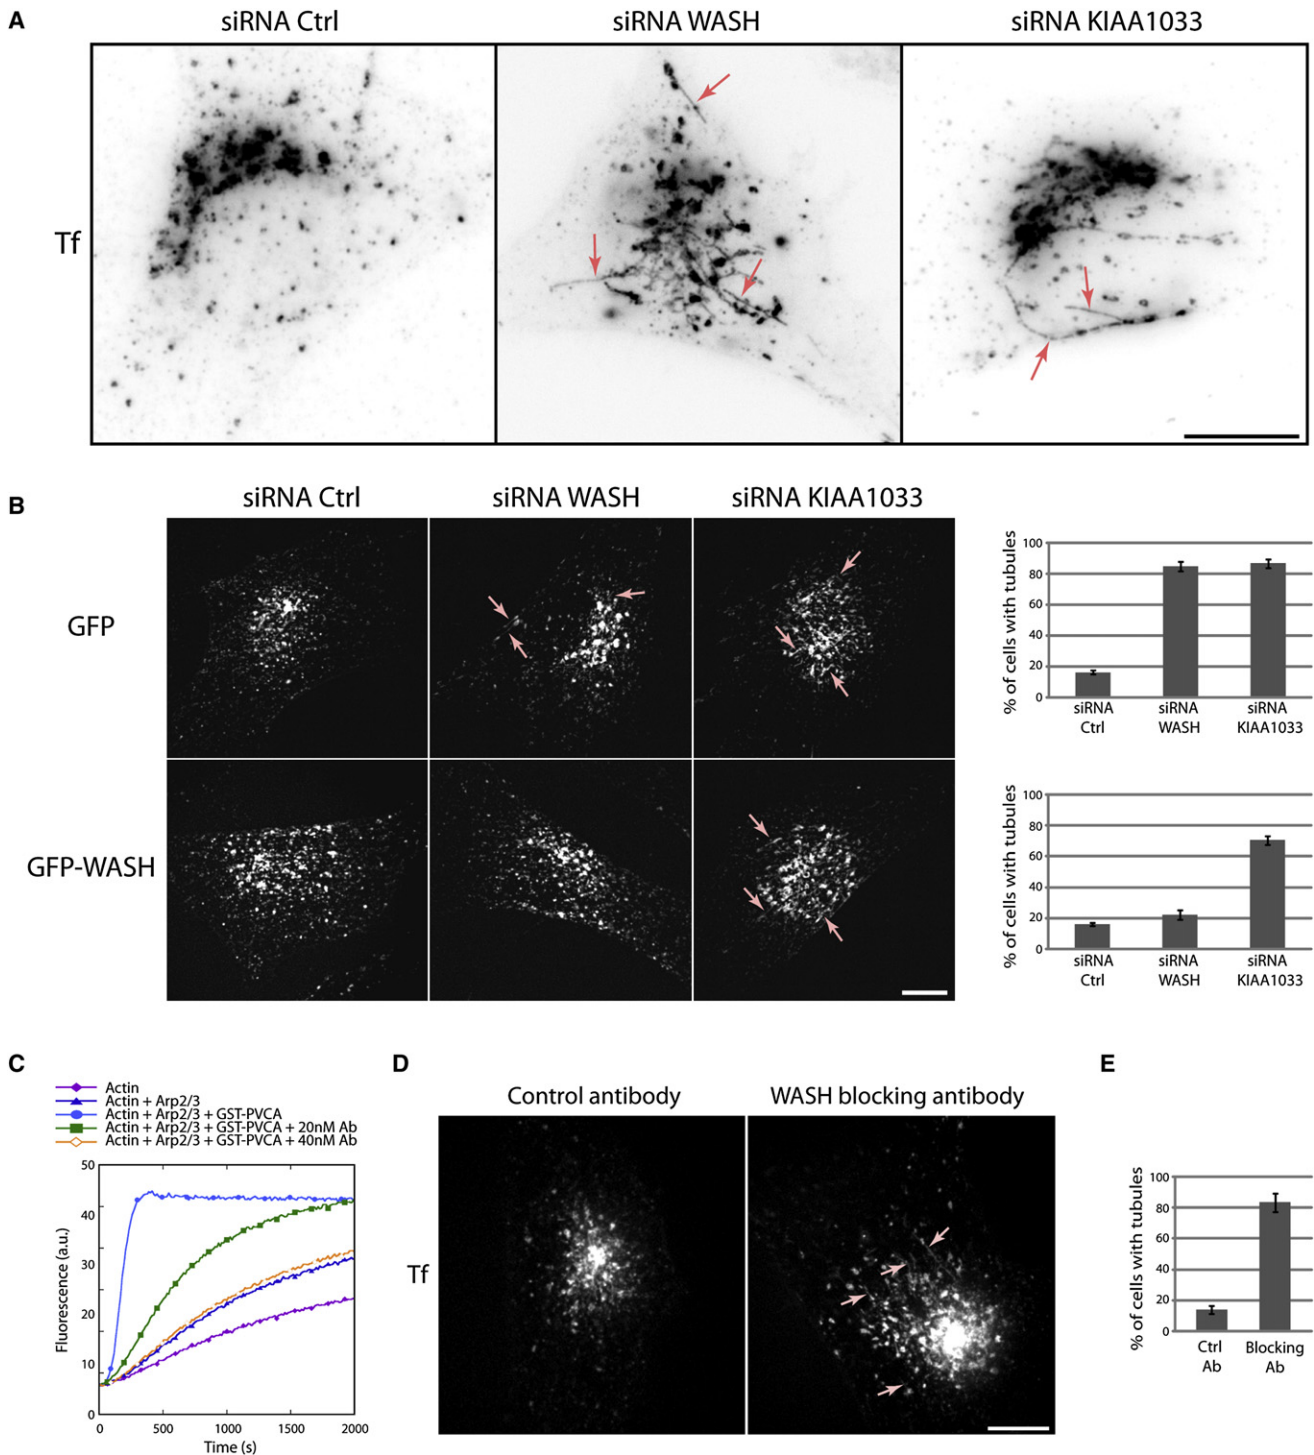 A
siRNA Ctrl
siRNA WASH
siRNA KIAA1033
Tf
B
siRNA Ctrl
siRNA WASH
siRNA KIAA1033
GFP
GFP-WASH
% of cells with tubules
100
80
60
40
20
0
siRNA Ctrl
siRNA WASH
siRNA KIAA1033
% of cells with tubules
100
80
60
40
20
0
siRNA Ctrl
siRNA WASH
siRNA KIAA1033
C
Actin
Actin + Arp2/3
Actin + Arp2/3 + GST-PVCA
Actin + Arp2/3 + GST-PVCA + 20nM Ab
Actin + Arp2/3 + GST-PVCA + 40nM Ab
Fluorescence (a.u.)
50
40
30
20
10
0
0 500 1000 1500 2000
Time (s)
D
Control antibody
WASH blocking antibody
Tf
E
% of cells with tubules
100
80
60
40
20
0
Ctrl Ab
Blocking Ab